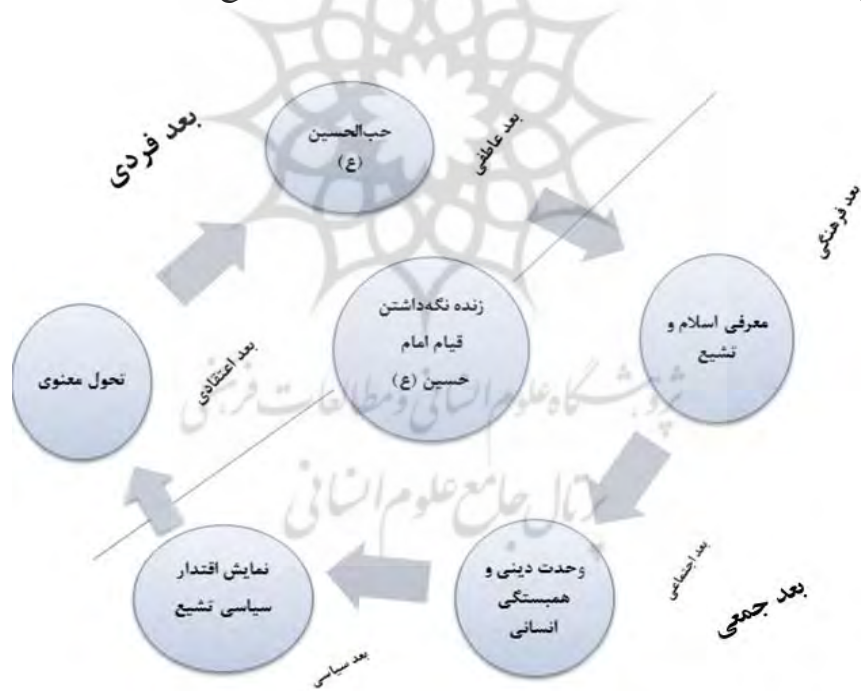 بعد فردی
حب‌الحسین
(ع)
بعد عاطفی
بعد فرهنگی
معرفی اسلام و
تشیع
زنده نگه‌داشتن
قیام امام
حسین (ع)
بعد اعتقادی
تحول معنوی
پژوهشگاه علوم انسانی و مطالعات فرهنگی
پرتال جامع علوم انسانی
نمایش اقتدار
سیاسی تشیع
وحدت دینی و
همبستگی
انسانی
بعد اجتماعی
بعد جمعی
بعد سیاسی